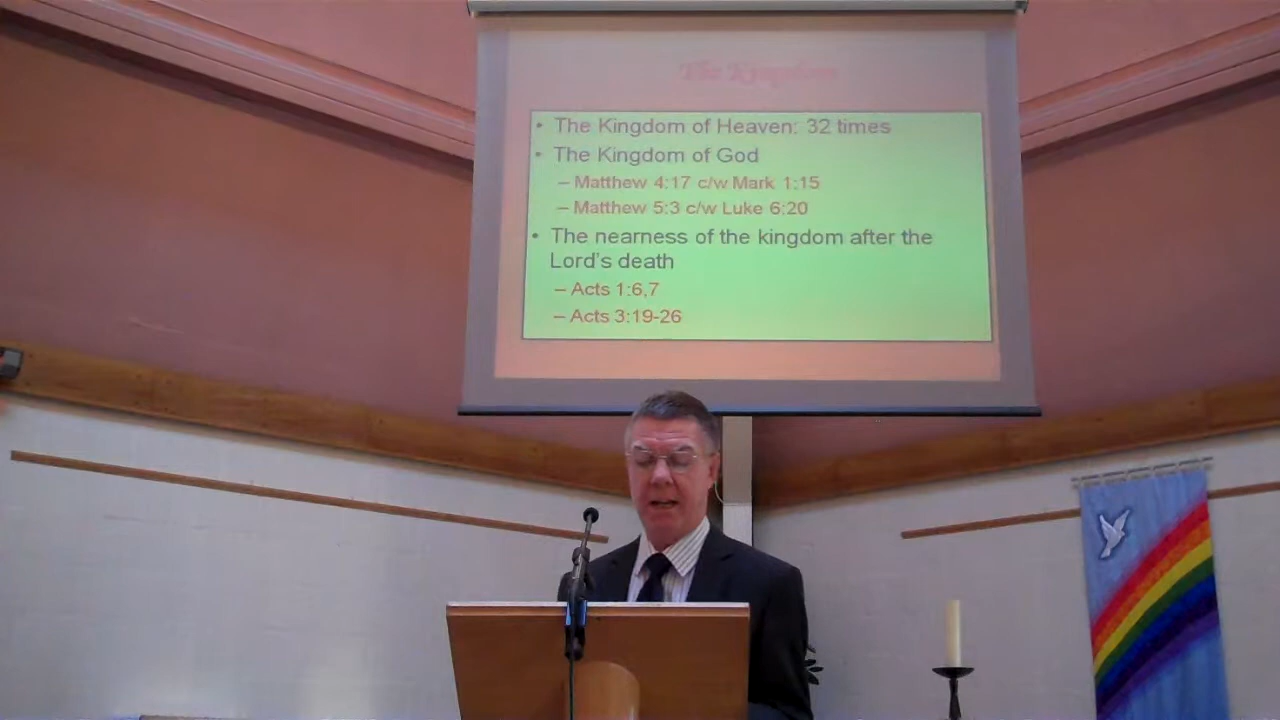 The Kingdom
• The Kingdom of Heaven: 32 times
• The Kingdom of God
– Matthew 4:17 c/w Mark 1:15
– Matthew 5:3 c/w Luke 6:20
• The nearness of the kingdom after the
Lord's death
– Acts 1:6,7
– Acts 3:19-26